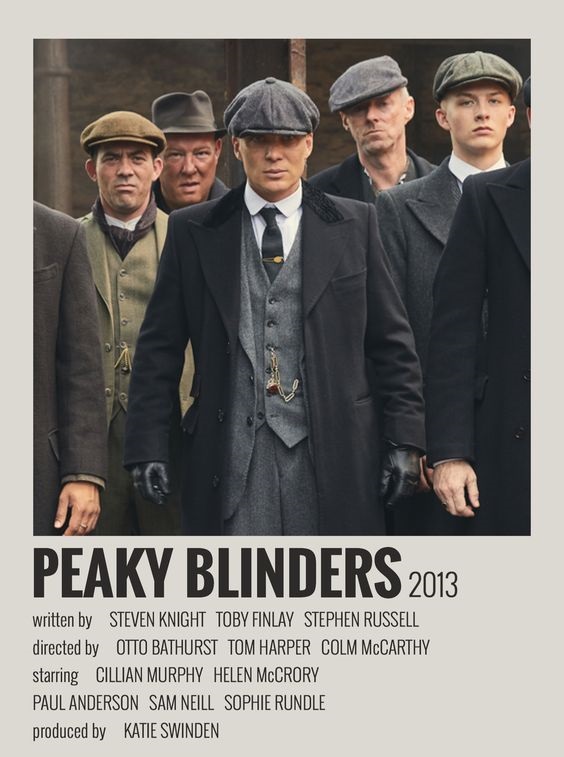 PEAKY BLINDERS 2013
written by STEVEN KNIGHT TOBY FINLAY STEPHEN RUSSELL
directed by OTTO BATHURST TOM HARPER COLM McCARTHY
starring CILLIAN MURPHY HELEN McCRORY
PAUL ANDERSON SAM NEILL SOPHIE RUNDLE
produced by KATIE SWINDEN